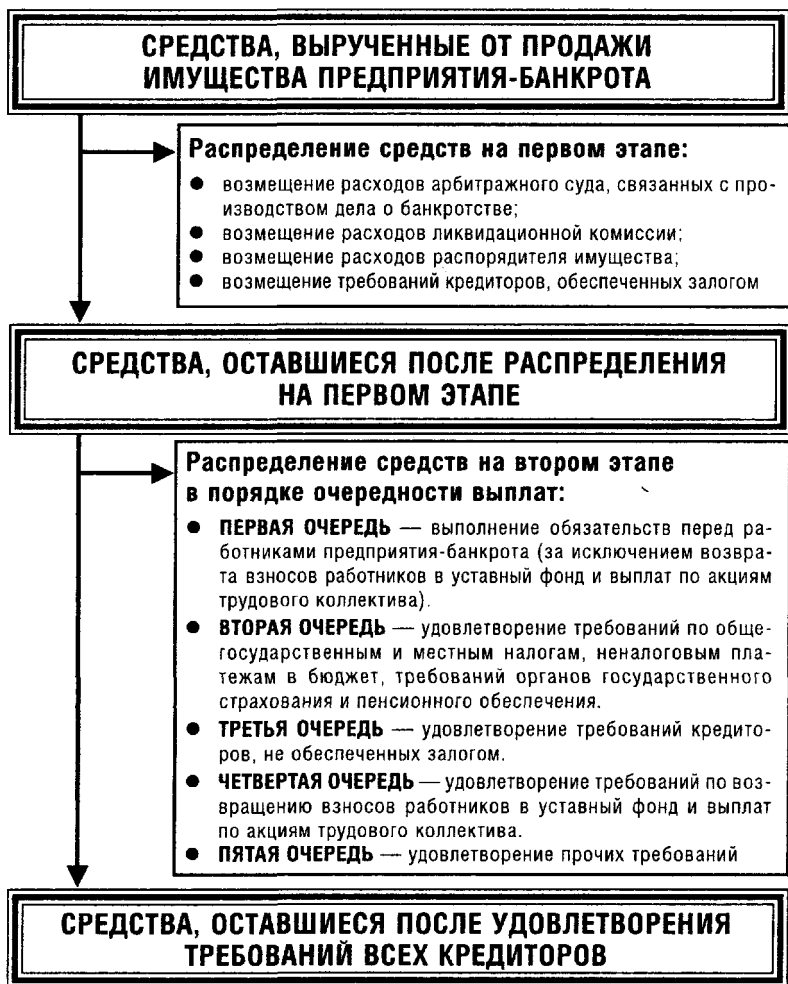 СРЕДСТВА, ВЫРУЧЕННЫЕ ОТ ПРОДАЖИ
ИМУЩЕСТВА ПРЕДПРИЯТИЯ-БАНКРОТА
Распределение средств на первом этапе:
● возмещение расходов арбитражного суда, связанных с про-
изводством дела о банкротстве;
● возмещение расходов ликвидационной комиссии;
● возмещение расходов распорядителя имущества;
● возмещение требований кредиторов, обеспеченных залогом
СРЕДСТВА, ОСТАВШИЕСЯ ПОСЛЕ РАСПРЕДЕЛЕНИЯ
НА ПЕРВОМ ЭТАПЕ
Распределение средств на втором этапе
в порядке очередности выплат:
● ПЕРВАЯ ОЧЕРЕДЬ — выполнение обязательств перед ра-
ботниками предприятия-банкрота (за исключением возвра-
та взносов работников в уставный фонд и выплат по акциям
трудового коллектива).
● ВТОРАЯ ОЧЕРЕДЬ — удовлетворение требований по обще-
государственным и местным налогам, неналоговым пла-
тежам в бюджет, требований органов государственного
страхования и пенсионного обеспечения.
● ТРЕТЬЯ ОЧЕРЕДЬ — удовлетворение требований кредито-
ров, не обеспеченных залогом.
● ЧЕТВЕРТАЯ ОЧЕРЕДЬ — удовлетворение требований по воз-
вращению взносов работников в уставный фонд и выплат
по акциям трудового коллектива.
● ПЯТАЯ ОЧЕРЕДЬ — удовлетворение прочих требований
СРЕДСТВА, ОСТАВШИЕСЯ ПОСЛЕ УДОВЛЕТВОРЕНИЯ
ТРЕБОВАНИЙ ВСЕХ КРЕДИТОРОВ